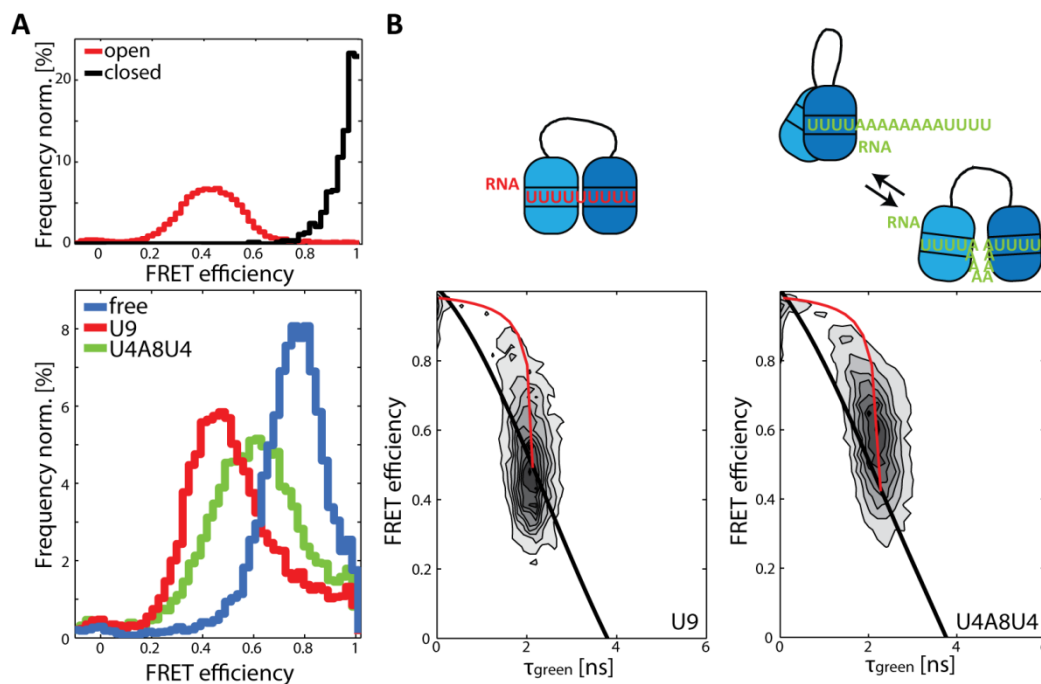 A
Frequency norm. [%]
20
10
0
open
closed
0
0.2
0.4
0.6
0.8
1
FRET efficiency
Frequency norm. [%]
8
6
4
2
0
free
U9
U4A8U4
0
0.2
0.4
0.6
0.8
1
FRET efficiency
B
RNA
UUUUUUUUU
UUUUAAAAAAAAUUUU
RNA
RNA
UUUUA AUUUU
A A
A A
AA
FRET efficiency
0.8
0.6
0.4
0.2
0
0
2
4
6
U9
τgreen [ns]
FRET efficiency
0.8
0.6
0.4
0.2
0
0
2
4
6
U4A8U4
τgreen [ns]